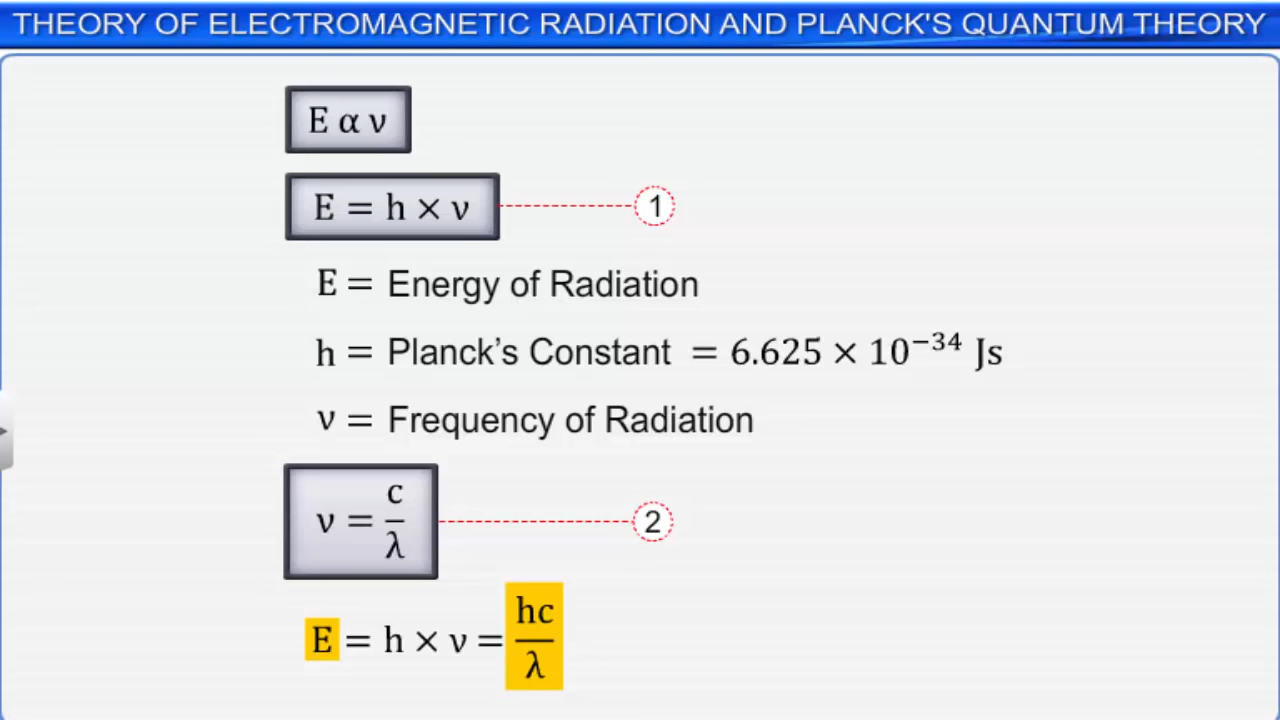 THEORY OF ELECTROMAGNETIC RADIATION AND PLANCK'S QUANTUM THEORY
E α ν
E = h × ν 1
E = Energy of Radiation
h = Planck’s Constant = 6.625 × 10⁻³⁴ Js
ν = Frequency of Radiation
ν = c/λ 2
E = h × ν = hc/λ